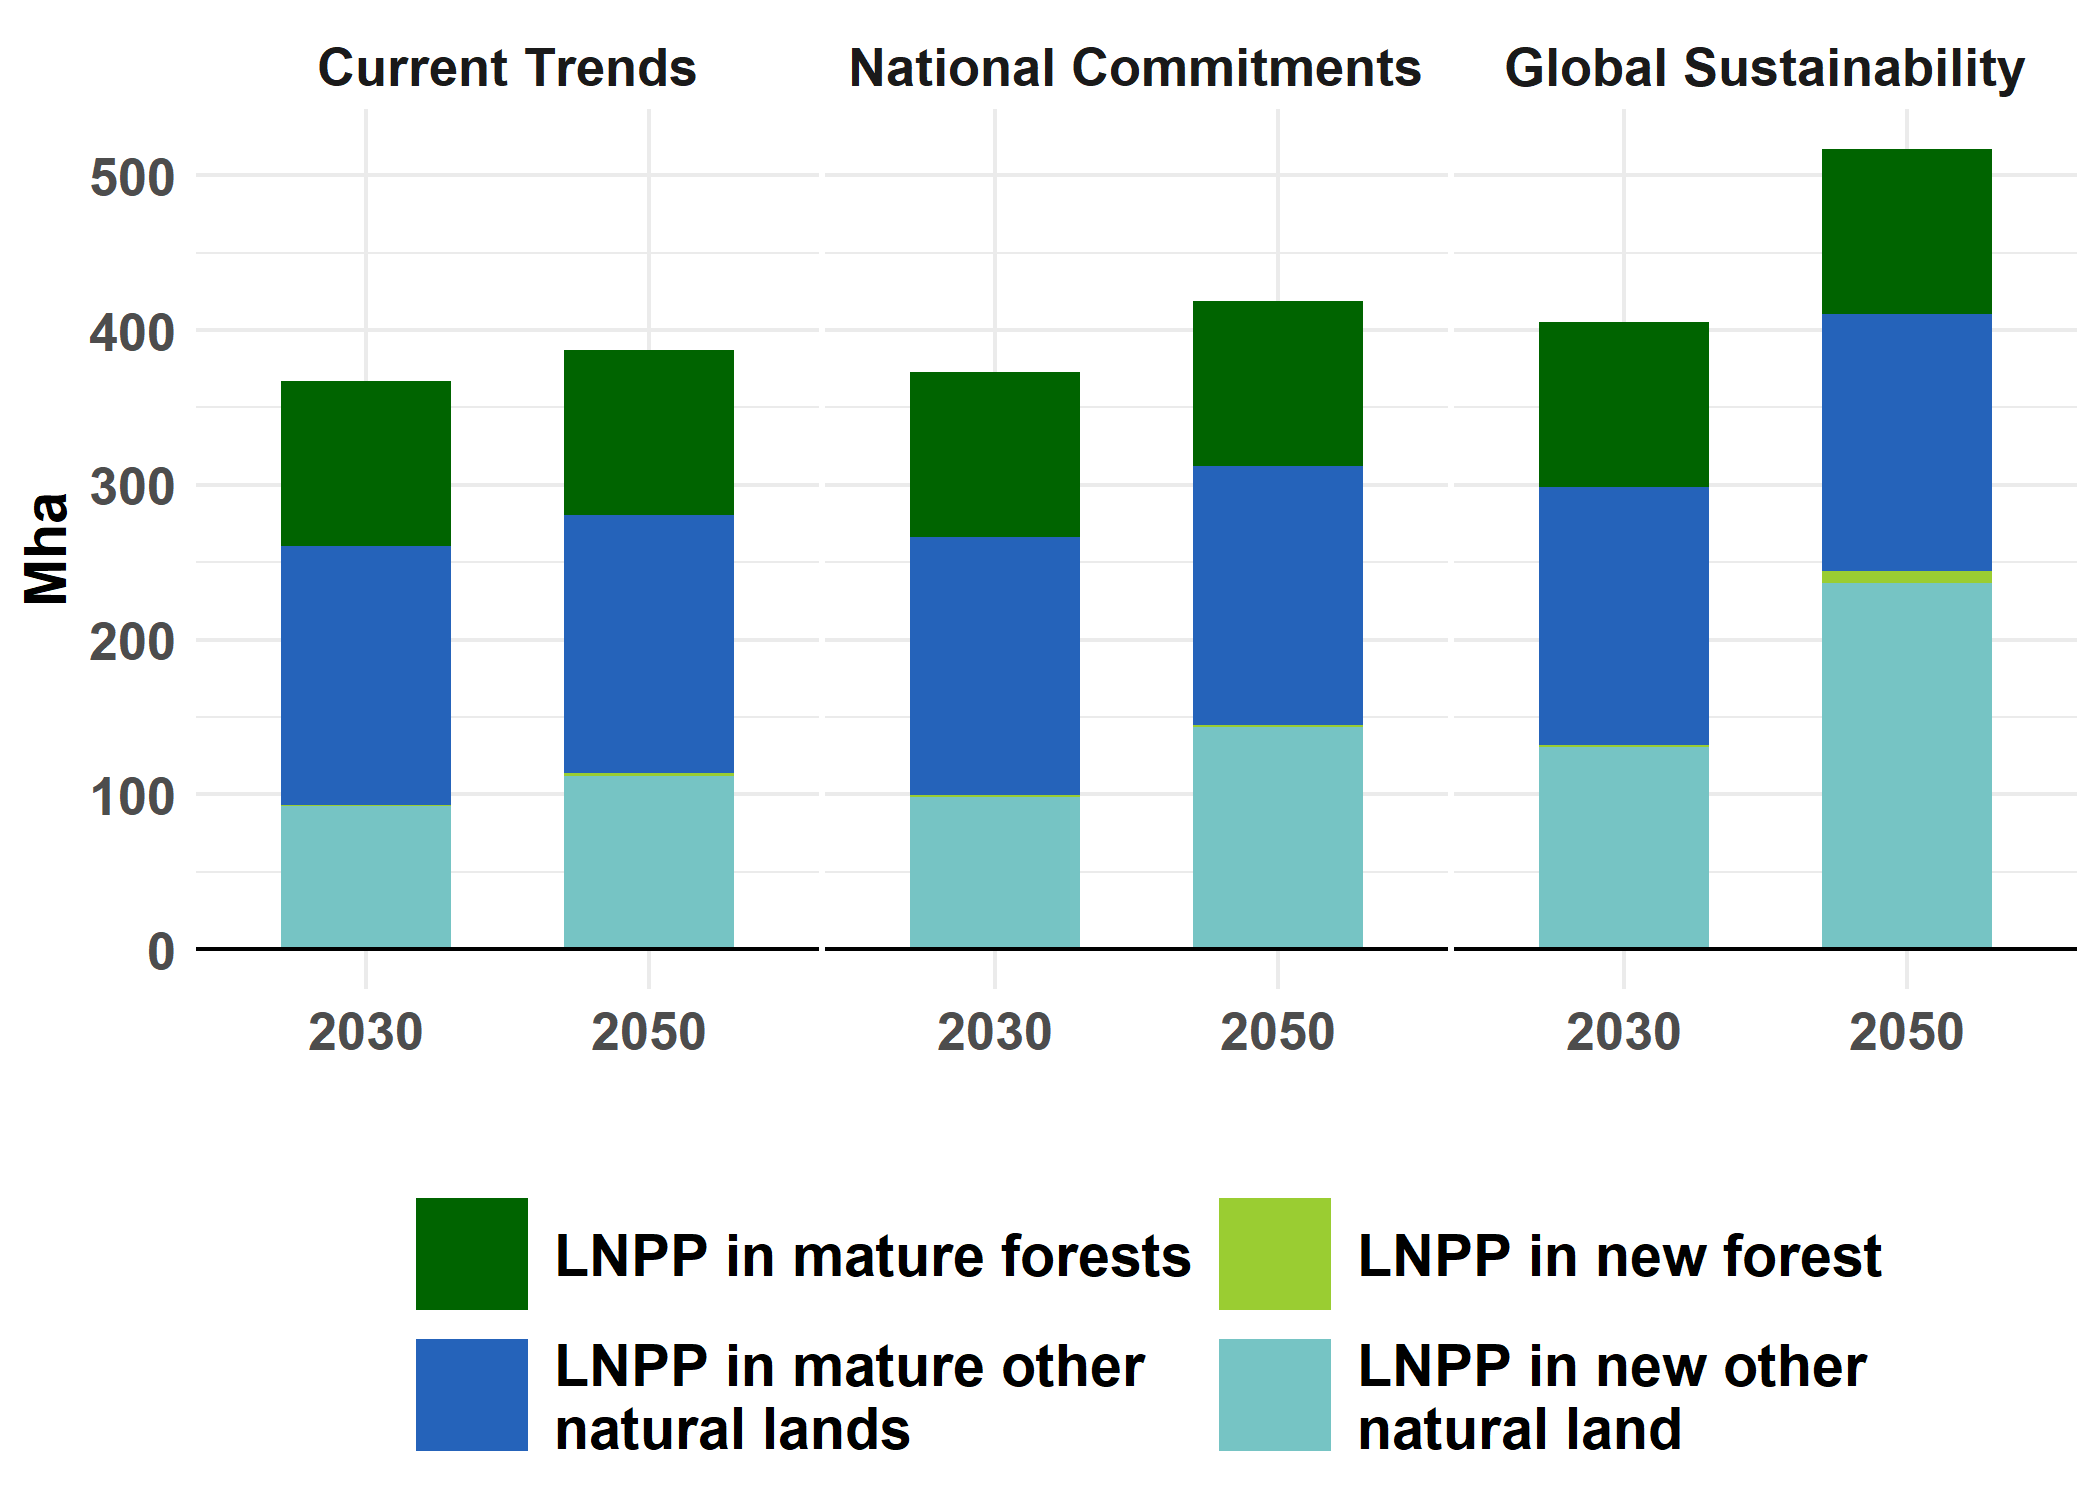 Current Trends
National Commitments
Global Sustainability
Mha
500
400
300
200
100
0
2030
2050
2030
2050
2030
2050
LNPP in mature forests
LNPP in new forest
LNPP in mature other
natural lands
LNPP in new other
natural land